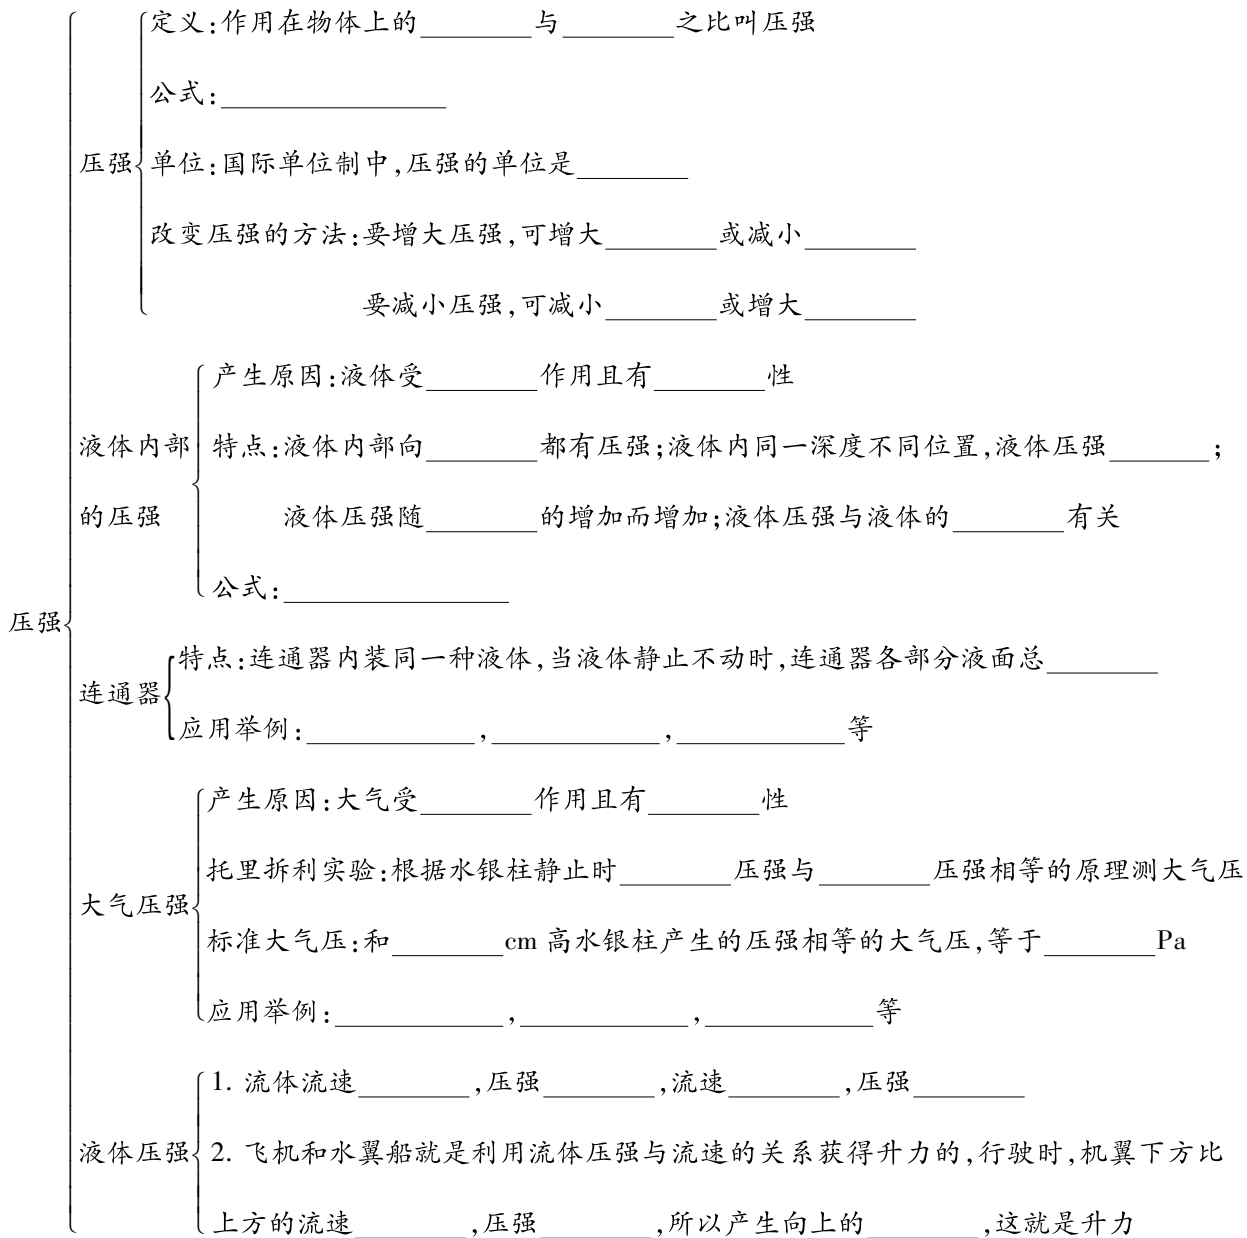 定义:作用在物体上的________与________之比叫压强
公式:________________
压强
单位:国际单位制中,压强的单位是________
改变压强的方法:要增大压强,可增大________或减小________
要减小压强,可减小________或增大________
产生原因:液体受________作用且有________性
液体内部
特点:液体内部向________都有压强;液体内同一深度不同位置,液体压强________;
的压强
液体压强随________的增加而增加;液体压强与液体的________有关
公式:________________
压强
特点:连通器内装同一种液体,当液体静止不动时,连通器各部分液面总________
连通器
应用举例:____________,____________,____________等
产生原因:大气受________作用且有________性
托里拆利实验:根据水银柱静止时________压强与________压强相等的原理测大气压
大气压强
标准大气压:和________cm 高水银柱产生的压强相等的大气压,等于________Pa
应用举例:____________,____________,____________等
1. 流体流速________,压强________,流速________,压强________
液体压强
2. 飞机和水翼船就是利用流体压强与流速的关系获得升力的,行驶时,机翼下方比
上方的流速________,压强________,所以产生向上的________,这就是升力